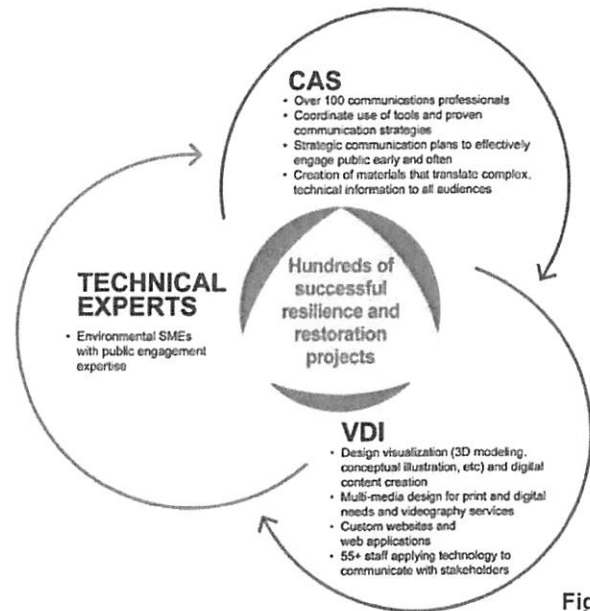 CAS
• Over 100 communications professionals
• Coordinate use of tools and proven
communication strategies
• Strategic communication plans to effectively
engage public early and often
• Creation of materials that translate complex,
technical information to all audiences
Hundreds of
successful
resilience and
restoration
projects
TECHNICAL
EXPERTS
• Environmental SMEs
with public engagement
expertise
VDI
• Design visualization (3D modeling,
conceptual illustration, etc) and digital
content creation
• Multi-media design for print and digital
needs and videography services
• Custom websites and
web applications
• 55+ staff applying technology to
communicate with stakeholders
Fig